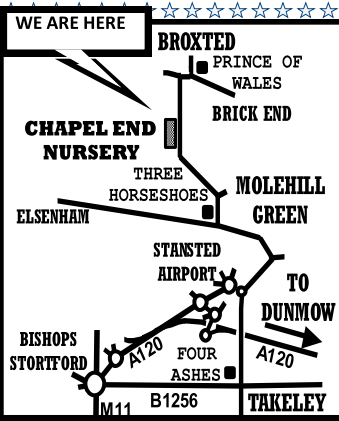 WE ARE HERE
BROXTED
PRINCE OF
WALES
BRICK END
CHAPEL END
NURSERY
THREE
HORSESHOES
MOLEHILL
GREEN
ELSENHAM
STANSTED
AIRPORT
TO
DUNMOW
BISHOPS
STORTFORD
A120
FOUR
ASHES
A120
B1256
TAKELEY
M11